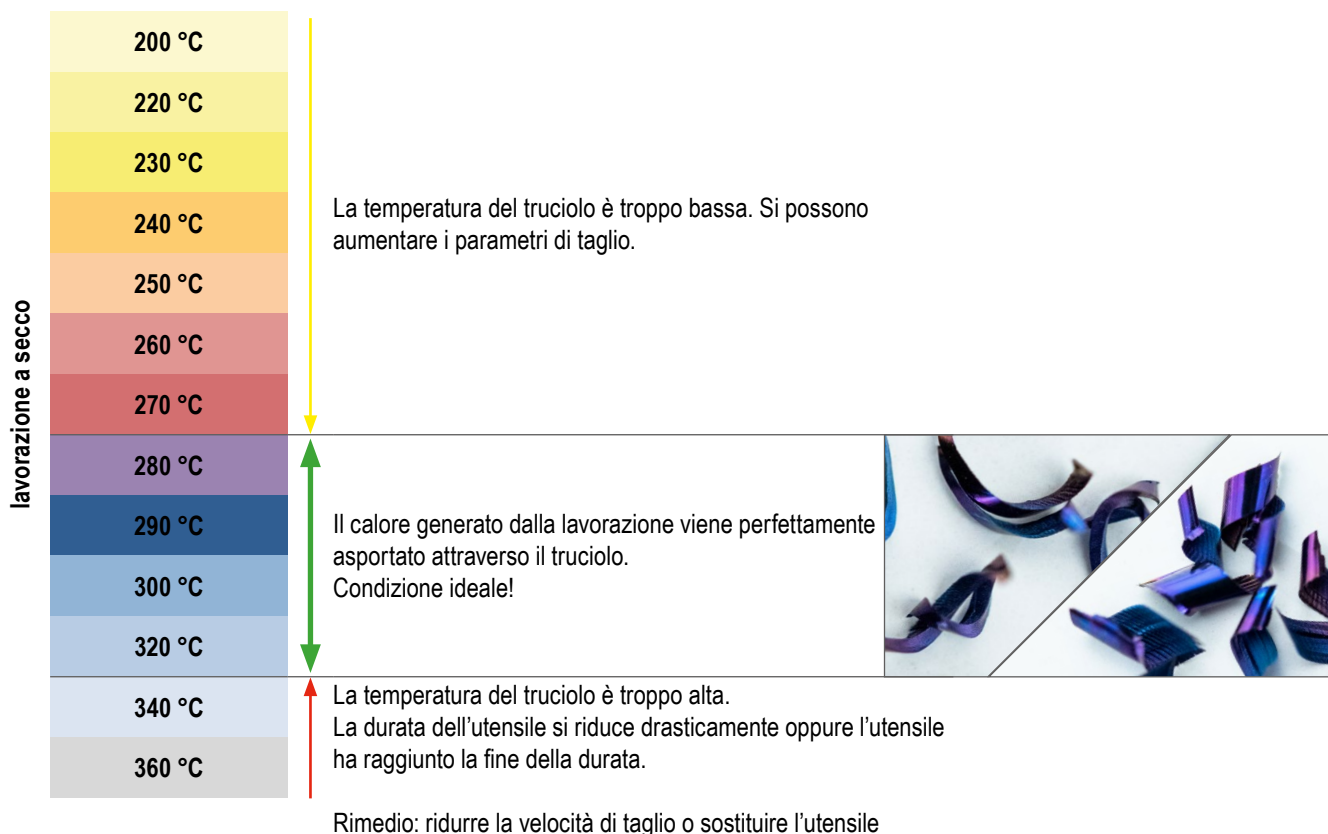 200 °C
220 °C
230 °C
240 °C
250 °C
260 °C
270 °C
280 °C
290 °C
300 °C
320 °C
340 °C
360 °C
lavorazione a secco
La temperatura del truciolo è troppo bassa. Si possono
aumentare i parametri di taglio.
Il calore generato dalla lavorazione viene perfettamente
asportato attraverso il truciolo.
Condizione ideale!
La temperatura del truciolo è troppo alta.
La durata dell’utensile si riduce drasticamente oppure l’utensile
ha raggiunto la fine della durata.
Rimedio: ridurre la velocità di taglio o sostituire l’utensile